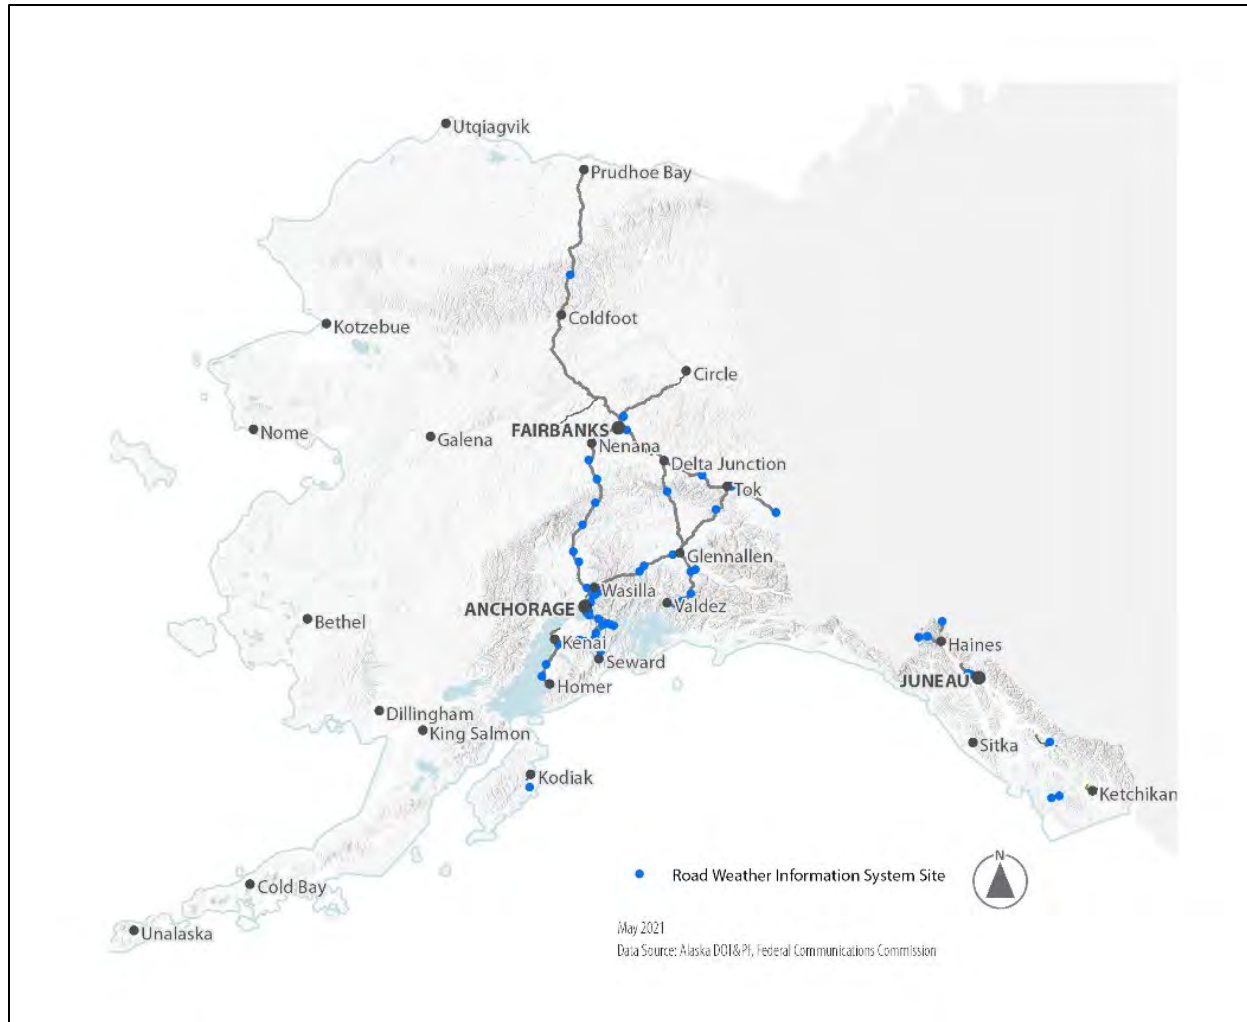 Utqiagvik
Prudhoe Bay
Coldfoot
Kotzebue
Circle
Nome
FAIRBANKS
Galena
Nenana
Delta Junction
Tok
Glennallen
Wasilla
ANCHORAGE
Valdez
Bethel
Kenai
Haines
Seward
JUNEAU
Homer
Dillingham
King Salmon
Sitka
Kodiak
Ketchikan
N
Road Weather Information System Site
Cold Bay
Unalaska
May 2021
Data Source: Alaska DOT&PF, Federal Communications Commission